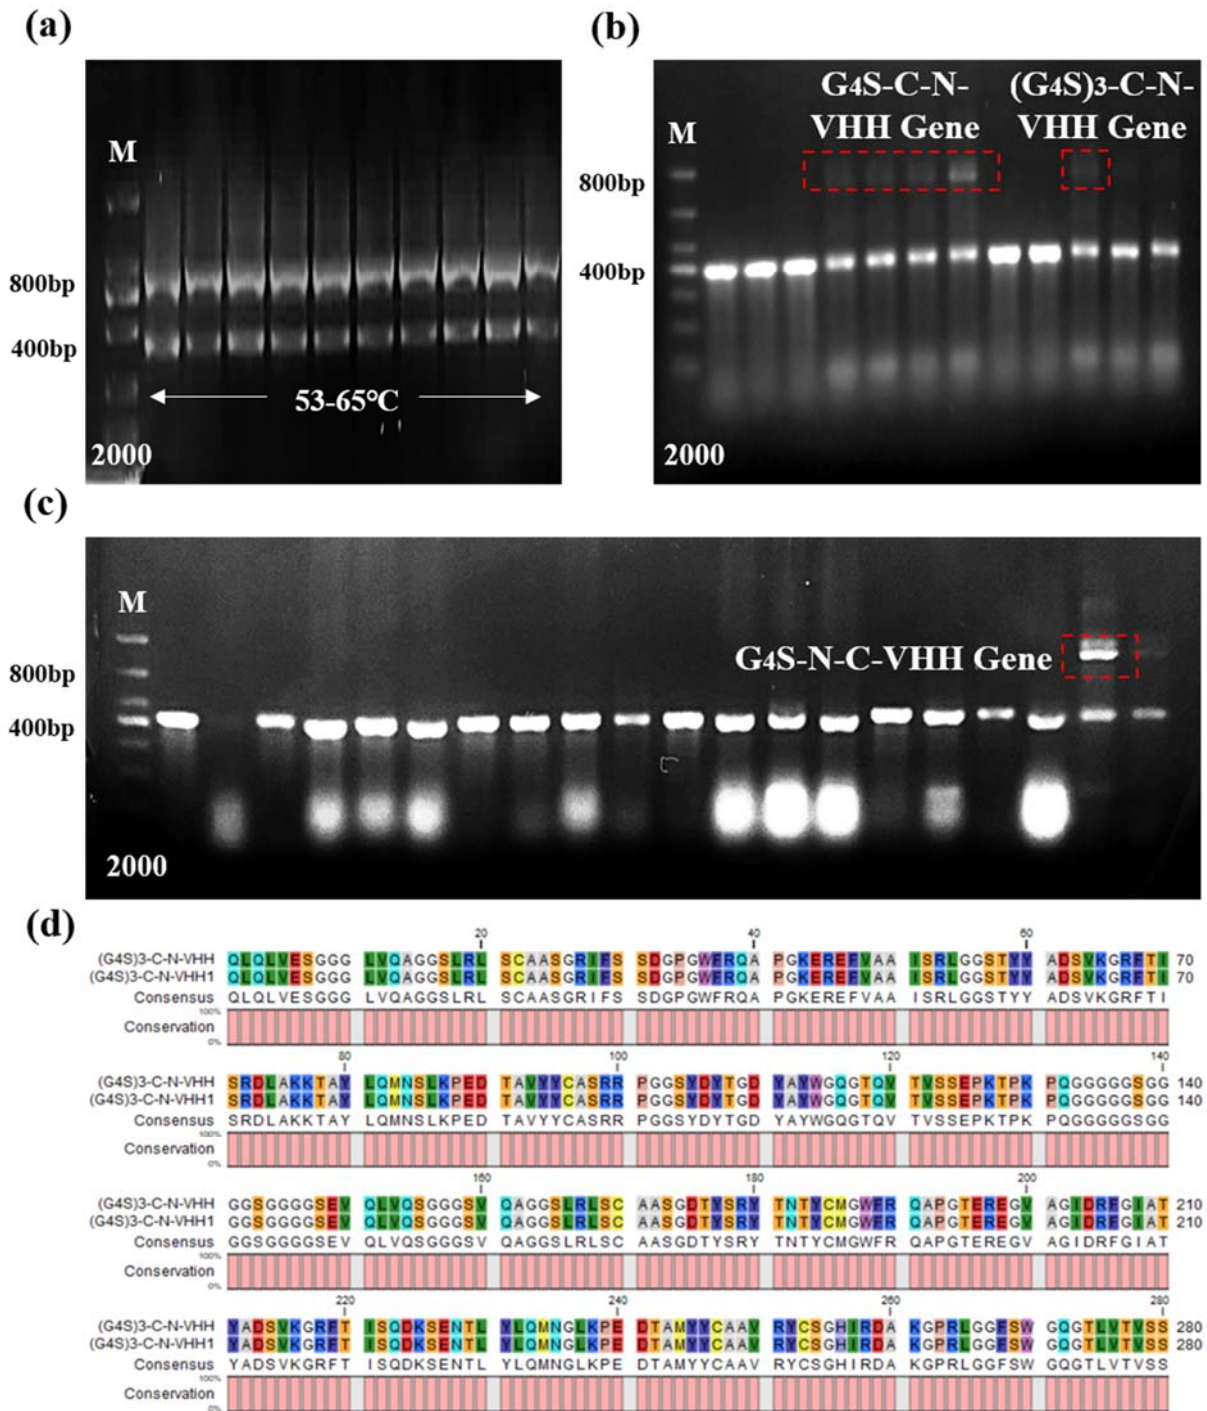 (a)
M
800bp
400bp
53-65°C
2000
(b)
G4S-C-N-
VHH Gene
(G4S)3-C-N-
VHH Gene
M
800bp
400bp
2000
(c)
M
800bp
400bp
G4S-N-C-VHH Gene
2000
(d)
20 40 60
(G4S)3-C-N-VHH QLQLVESGGG LVQAGGSLRL SCAASGRIFS SDGPGWFRQA PGKEREFVAA ISRLGGSTYY ADSVKGRFTI 70
(G4S)3-C-N-VHH1 QLQLVESGGG LVQAGGSLRL SCAASGRIFS SDGPGWFRQA PGKEREFVAA ISRLGGSTYY ADSVKGRFTI 70
Consensus QLQLVESGGG LVQAGGSLRL SCAASGRIFS SDGPGWFRQA PGKEREFVAA ISRLGGSTYY ADSVKGRFTI
100%
Conservation
0%
80 100 120 140
(G4S)3-C-N-VHH SRDLAKKTAY LQMNSLKPED TAVYYCASRR PGGSYDYTGD YAYWGQGTQV TVSSEPKTPK PQGGGGGSGG 140
(G4S)3-C-N-VHH1 SRDLAKKTAY LQMNSLKPED TAVYYCASRR PGGSYDYTGD YAYWGQGTQV TVSSEPKTPK PQGGGGGSGG 140
Consensus SRDLAKKTAY LQMNSLKPED TAVYYCASRR PGGSYDYTGD YAYWGQGTQV TVSSEPKTPK PQGGGGGSGG
100%
Conservation
0%
160 180 200
(G4S)3-C-N-VHH GGSGGGGSEV QLVQSGGGSV QAGGSLRLSC AASGDTYSRY TNTYCMGWFR QAPGTEREGV AGIDRFGIAT 210
(G4S)3-C-N-VHH1 GGSGGGGSEV QLVQSGGGSV QAGGSLRLSC AASGDTYSRY TNTYCMGWFR QAPGTEREGV AGIDRFGIAT 210
Consensus GGSGGGGSEV QLVQSGGGSV QAGGSLRLSC AASGDTYSRY TNTYCMGWFR QAPGTEREGV AGIDRFGIAT
100%
Conservation
0%
220 240 260 280
(G4S)3-C-N-VHH YADSVKGRFT ISQDKSENTL YLQMNGLKPE DTAMYYCAAV RYCSGHIRDA KGPRLGGFSW GQGTLVTVSS 280
(G4S)3-C-N-VHH1 YADSVKGRFT ISQDKSENTL YLQMNGLKPE DTAMYYCAAV RYCSGHIRDA KGPRLGGFSW GQGTLVTVSS 280
Consensus YADSVKGRFT ISQDKSENTL YLQMNGLKPE DTAMYYCAAV RYCSGHIRDA KGPRLGGFSW GQGTLVTVSS
100%
Conservation
0%